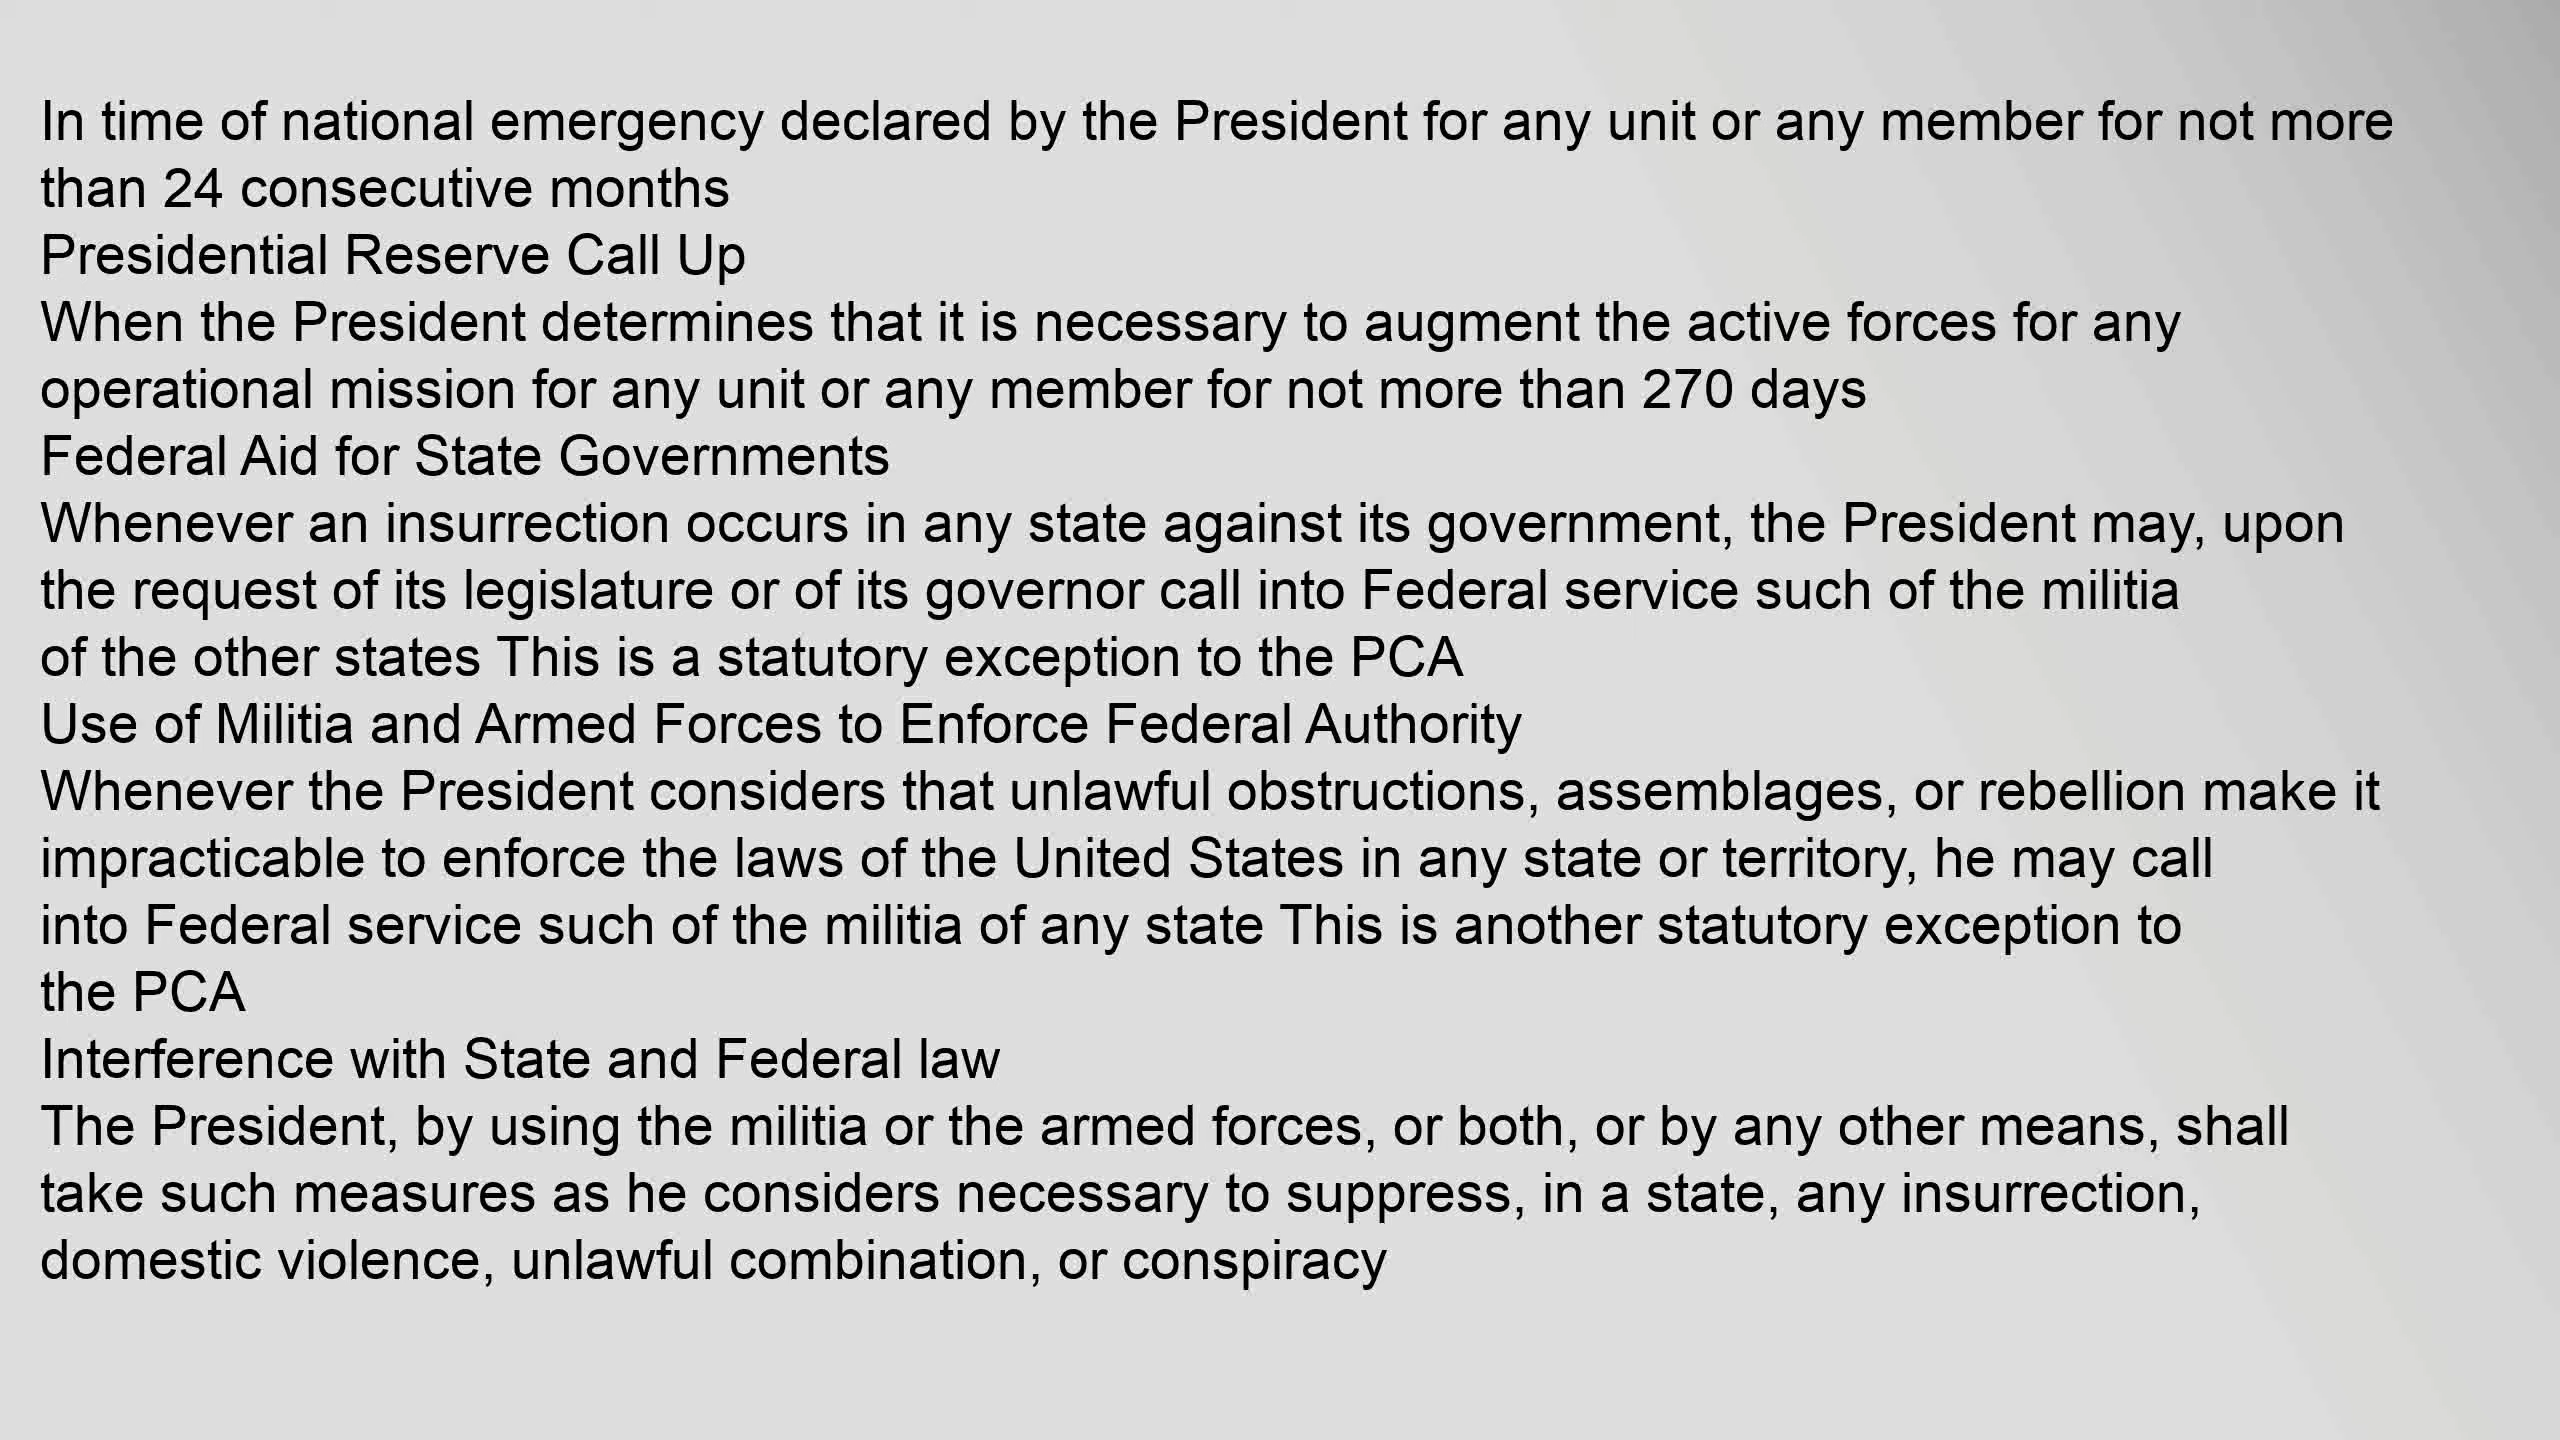 In time of national emergency declared by the President for any unit or any member for not more
than 24 consecutive months
Presidential Reserve Call Up
When the President determines that it is necessary to augment the active forces for any
operational mission for any unit or any member for not more than 270 days
Federal Aid for State Governments
Whenever an insurrection occurs in any state against its government, the President may, upon
the request of its legislature or of its governor call into Federal service such of the militia
of the other states This is a statutory exception to the PCA
Use of Militia and Armed Forces to Enforce Federal Authority
Whenever the President considers that unlawful obstructions, assemblages, or rebellion make it
impracticable to enforce the laws of the United States in any state or territory, he may call
into Federal service such of the militia of any state This is another statutory exception to
the PCA
Interference with State and Federal law
The President, by using the militia or the armed forces, or both, or by any other means, shall
take such measures as he considers necessary to suppress, in a state, any insurrection,
domestic violence, unlawful combination, or conspiracy